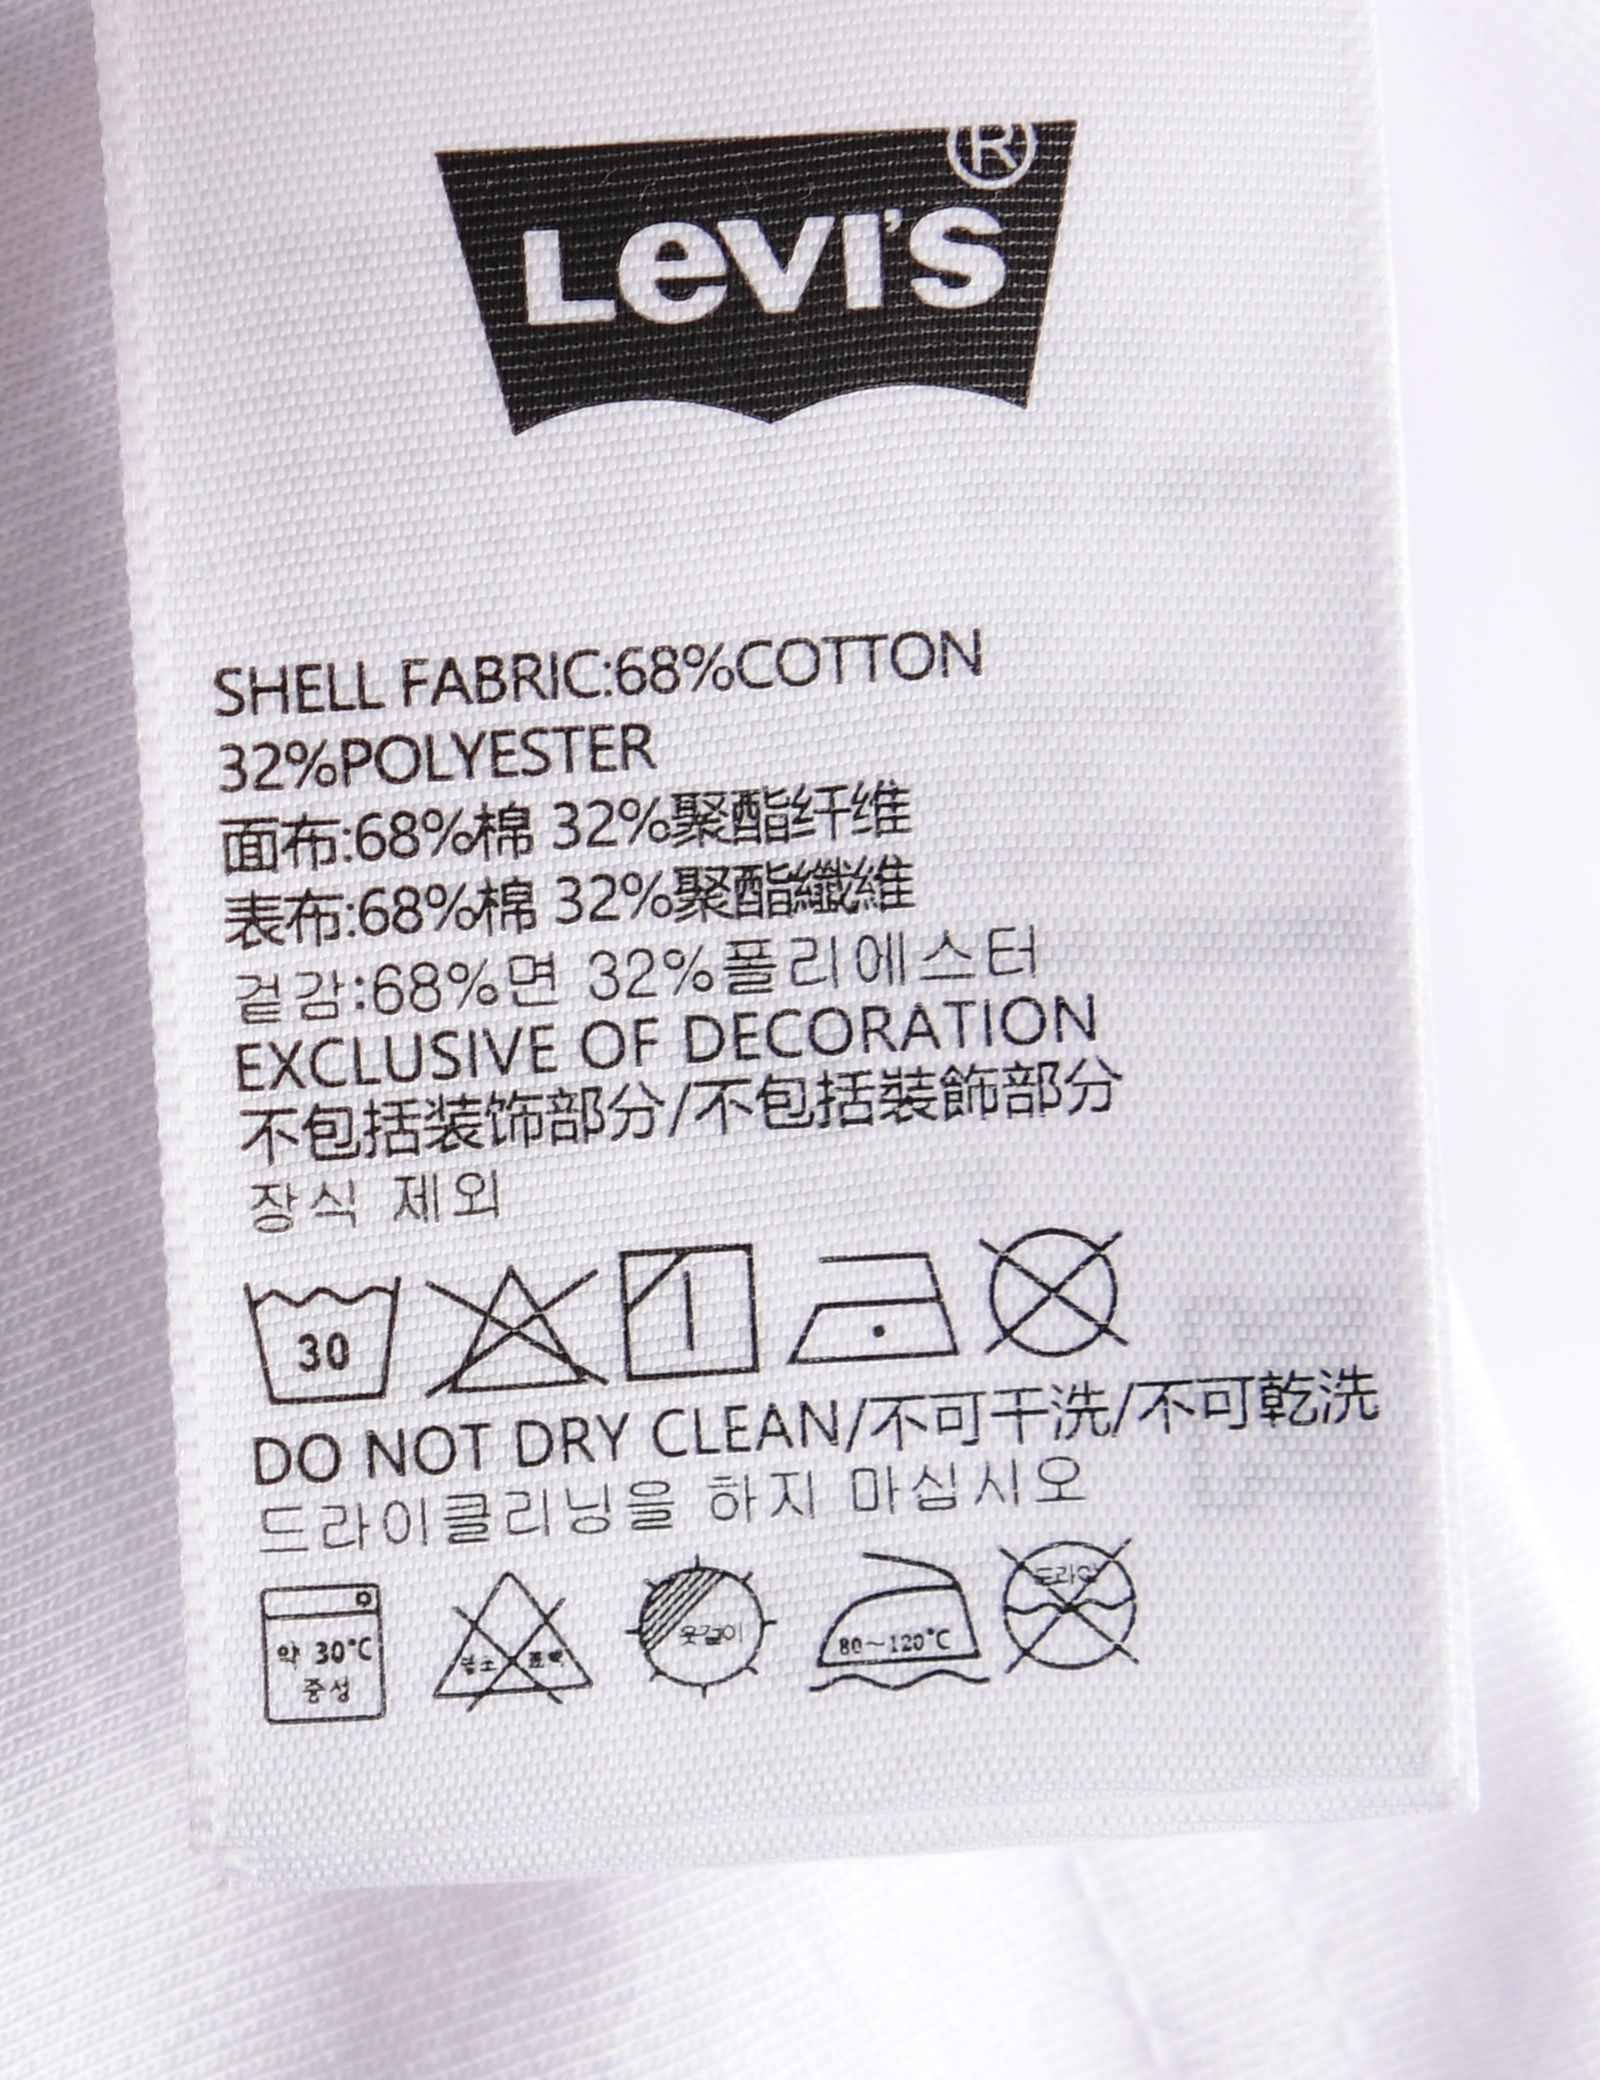 LEVI'S®
SHELL FABRIC:68%COTTON
32%POLYESTER
面布:68%棉 32%聚酯纤维
表布:68%棉 32%聚酯纖維
겉감:68%면 32%폴리에스터
EXCLUSIVE OF DECORATION
不包括装饰部分/不包括裝飾部分
장식 제외
30
DO NOT DRY CLEAN/不可干洗/不可乾洗
드라이클리닝을 하지 마십시오
약 30℃ 염소 표백 옷걸이 80~120℃ 드라이
중성